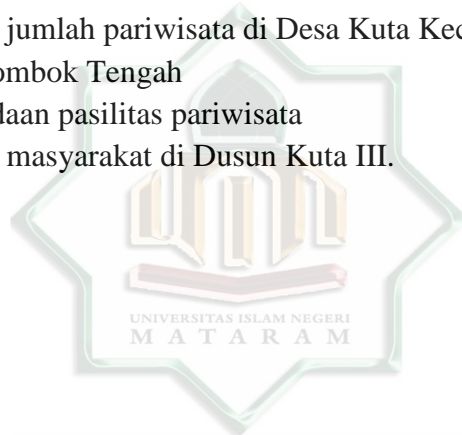 jumlah pariwisata di Desa Kuta Kec
ombok Tengah
daan pasilitas pariwisata
masyarakat di Dusun Kuta III.
UNIVERSITAS ISLAM NEGERI
MATARAM